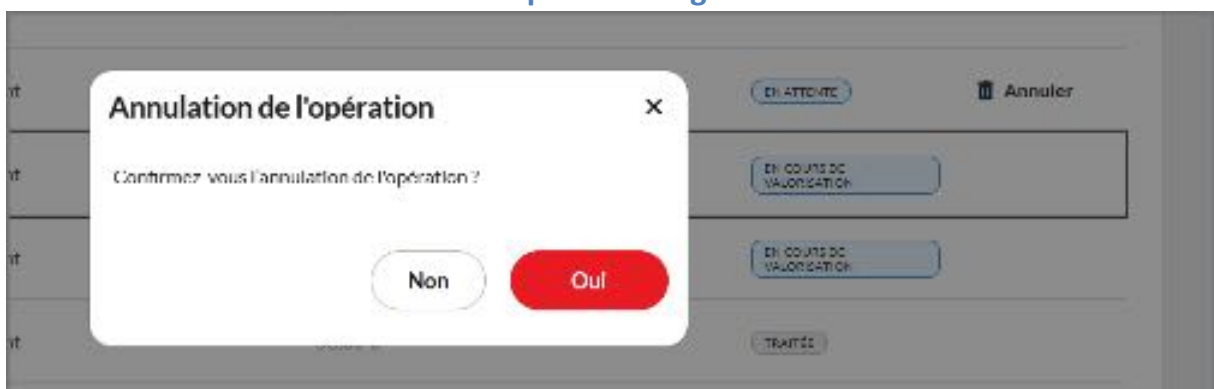 Annulation de l'opération
×
EN ATTENTE
Annuler
Confirmez-vous l'annulation de l'opération ?
EN COURS DE
VALORISATION
Non
Oui
EN COURS DE
VALORISATION
TRAITÉE